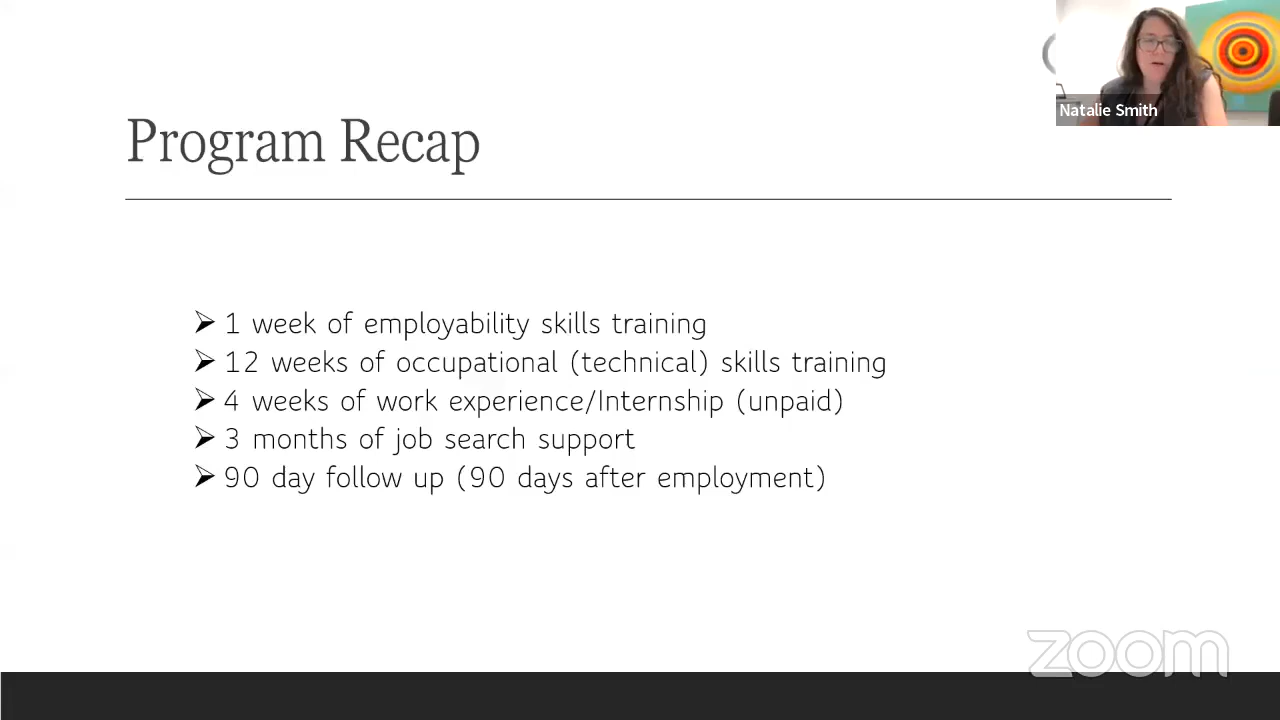 Natalie Smith
Program Recap
1 week of employability skills training
12 weeks of occupational (technical) skills training
4 weeks of work experience/Internship (unpaid)
3 months of job search support
90 day follow up (90 days after employment)
zoom